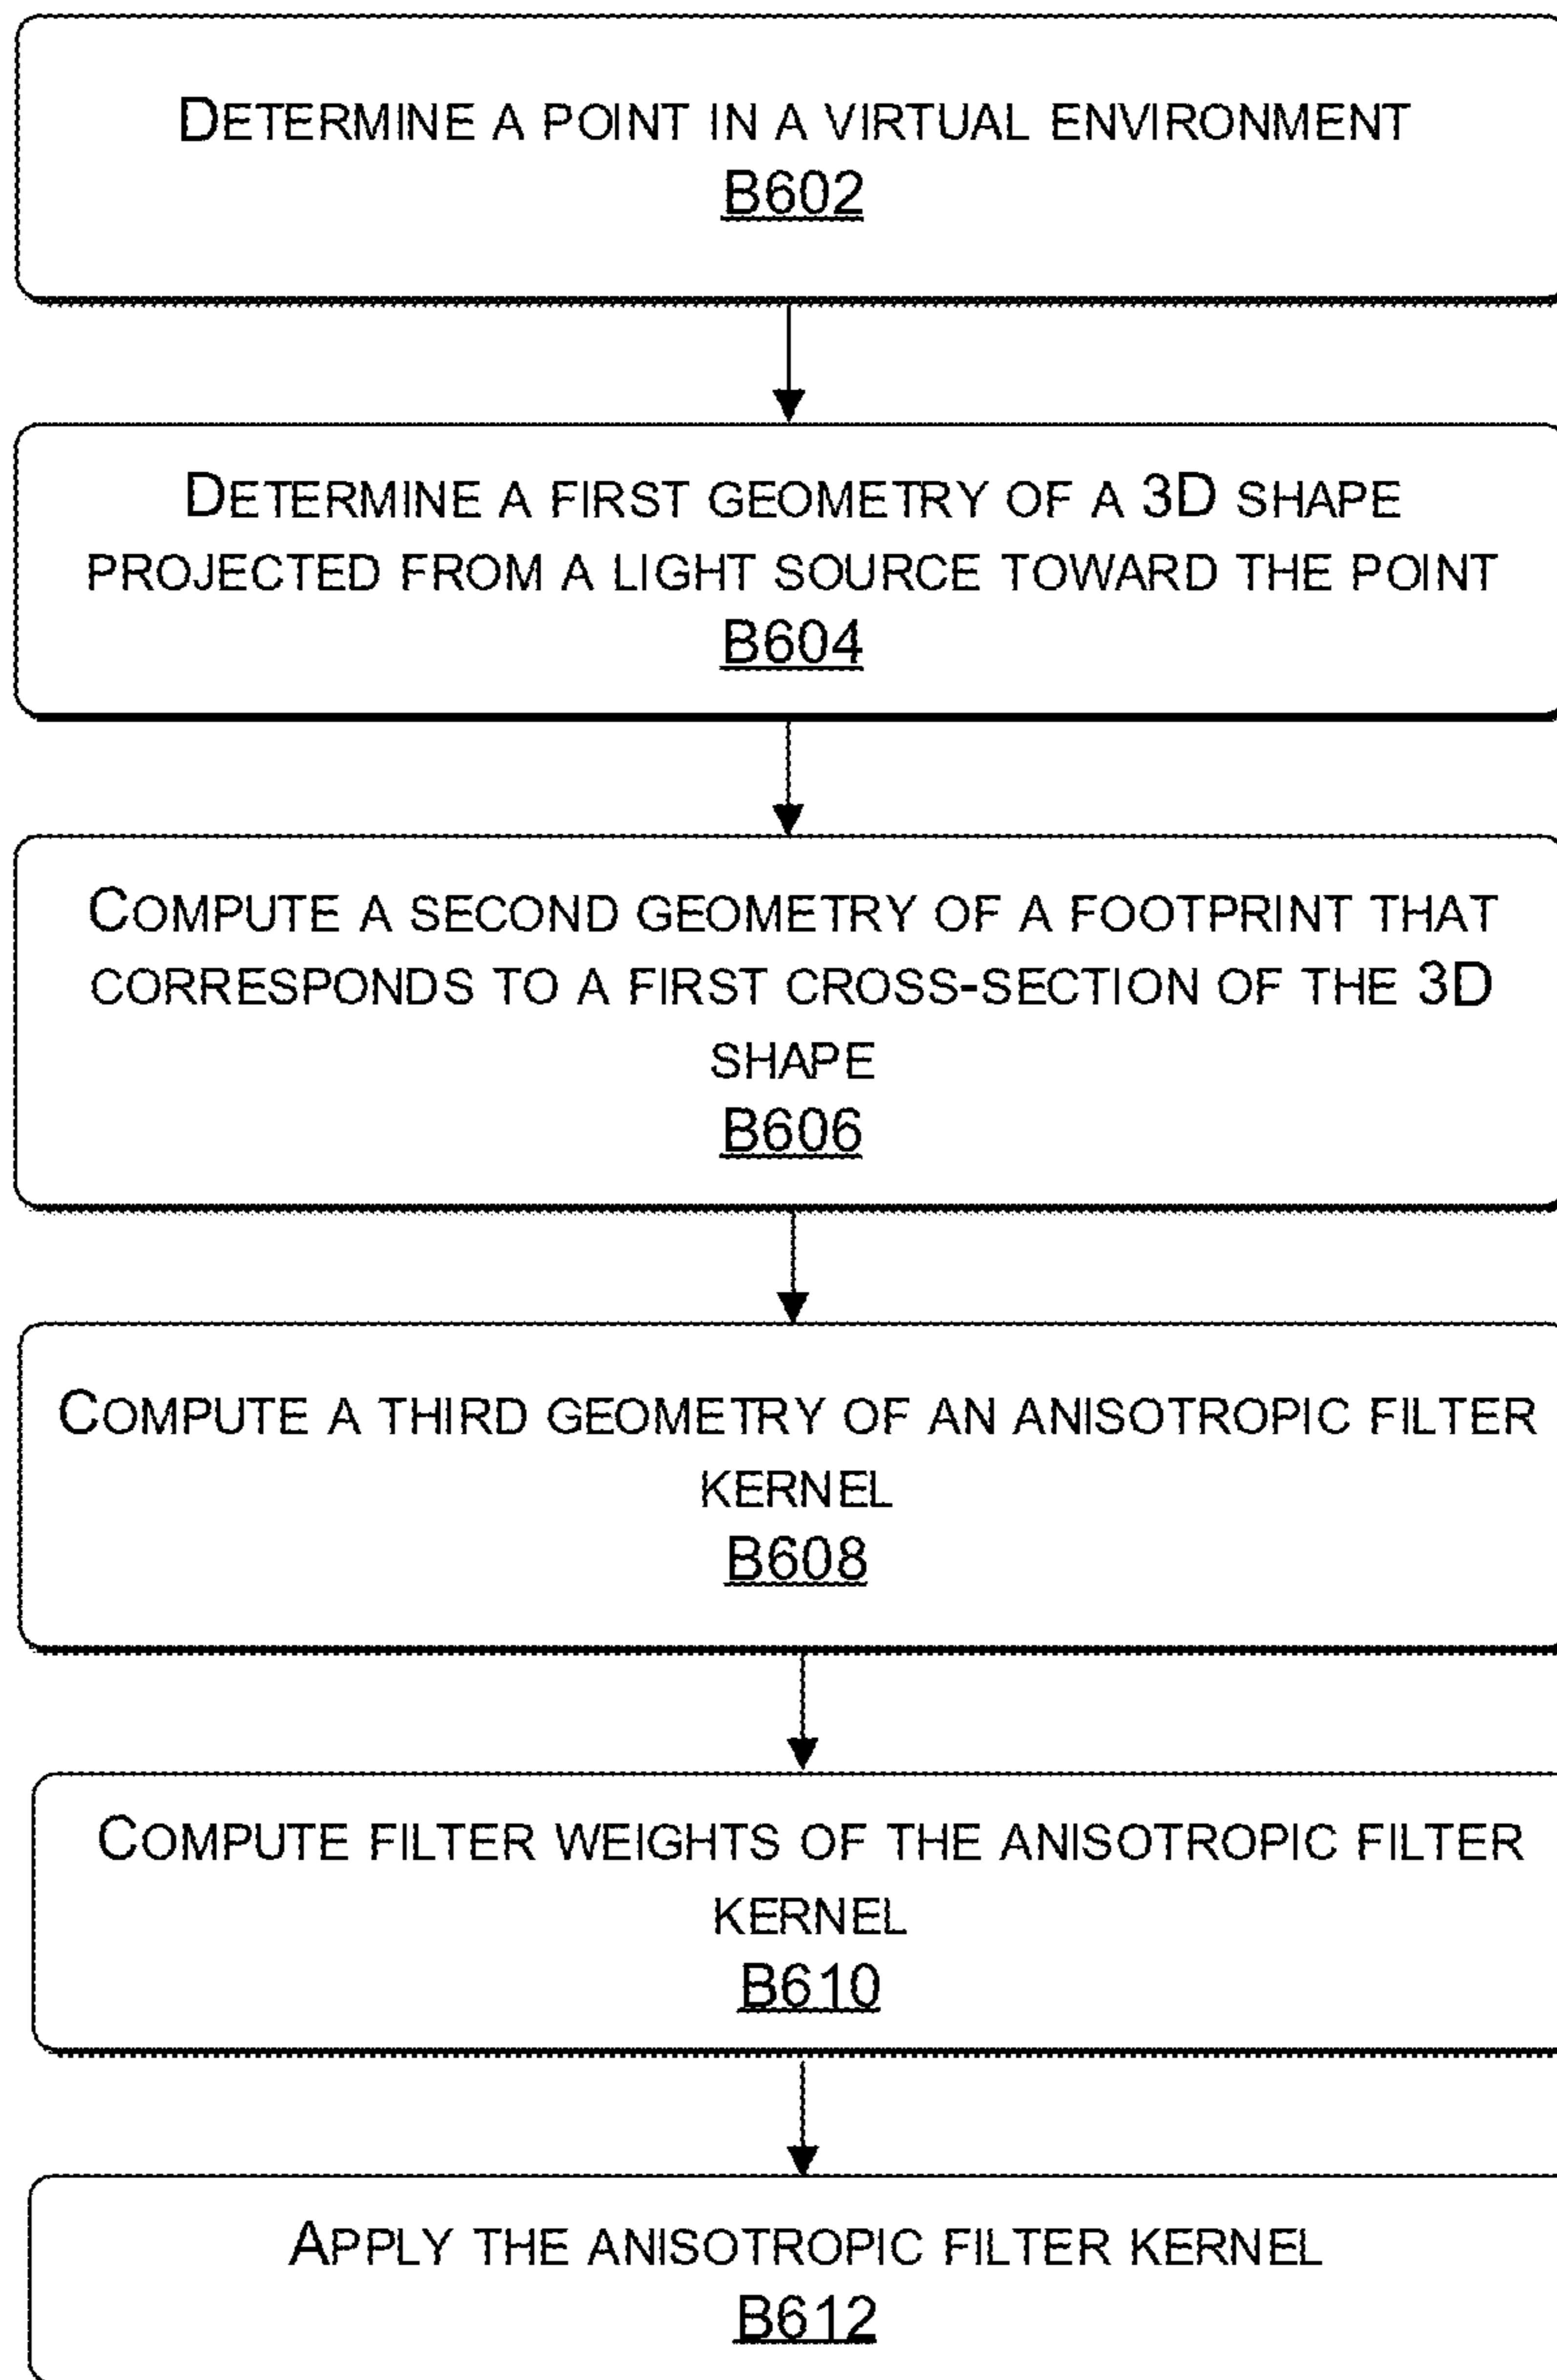 DETERMINE A POINT IN A VIRTUAL ENVIRONMENT
B602
DETERMINE A FIRST GEOMETRY OF A 3D SHAPE
PROJECTED FROM A LIGHT SOURCE TOWARD THE POINT
B604
COMPUTE A SECOND GEOMETRY OF A FOOTPRINT THAT
CORRESPONDS TO A FIRST CROSS-SECTION OF THE 3D
SHAPE
B606
COMPUTE A THIRD GEOMETRY OF AN ANISOTROPIC FILTER
KERNEL
B608
COMPUTE FILTER WEIGHTS OF THE ANISOTROPIC FILTER
KERNEL
B610
APPLY THE ANISOTROPIC FILTER KERNEL
B612